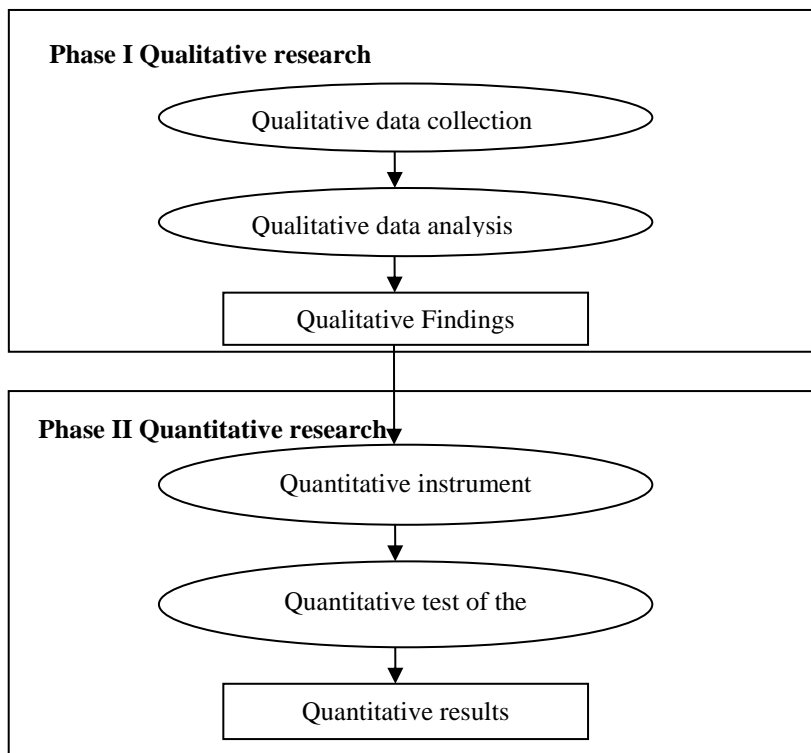 Phase I Qualitative research
Qualitative data collection
Qualitative data analysis
Qualitative Findings
Phase II Quantitative research
Quantitative instrument
Quantitative test of the
Quantitative results